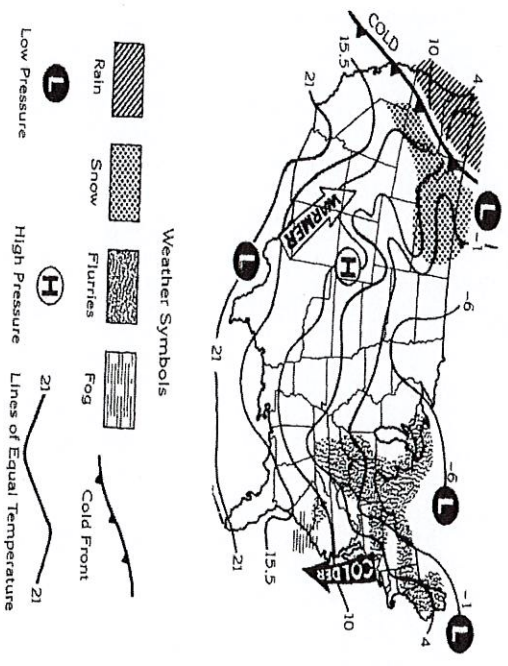 COLD
4
10
15.5
21
L
-1
-6
WARMER
H
L
21
-6
L
-1
L
4
COLDER
10
15.5
21
Weather Symbols
Rain
Snow
Flurries
Fog
Cold Front
L
Low Pressure
H
High Pressure
21
21
Lines of Equal Temperature